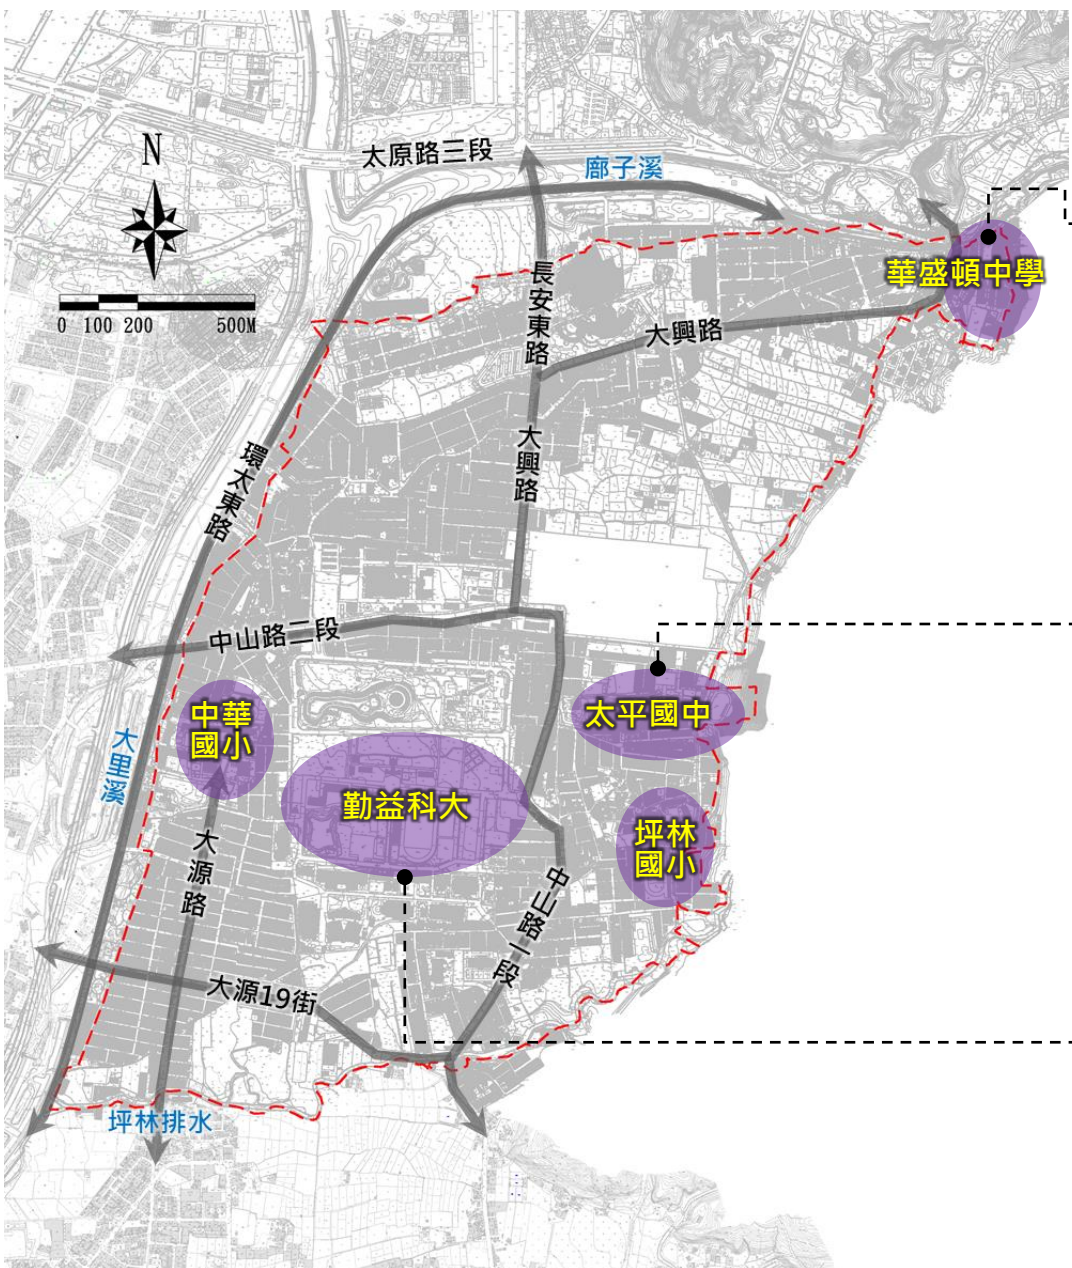 N
0 100 200 500M
太原路三段
廍子溪
華盛頓中學
長安東路
大興路
大興路
環太東路
中山路二段
中華
國小
太平國中
大里溪
勤益科大
坪林
國小
大源路
中山路一段
大源19街
坪林排水